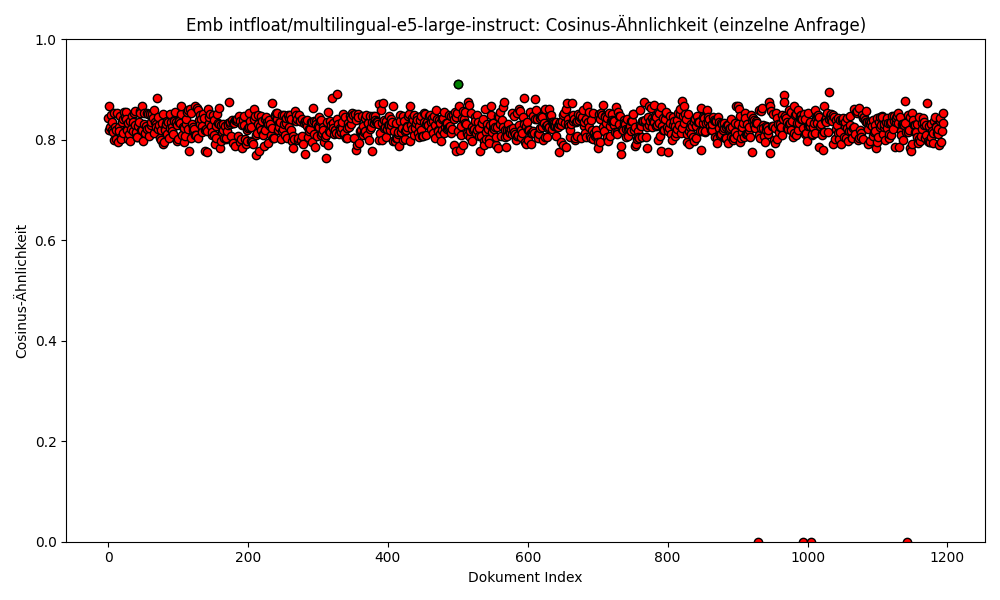 Emb intfloat/multilingual-e5-large-instruct: Cosinus-Ähnlichkeit (einzelne Anfrage)
1.0
0.8
0.6
0.4
0.2
0.0
Cosinus-Ähnlichkeit
0 200 400 600 800 1000 1200
Dokument Index